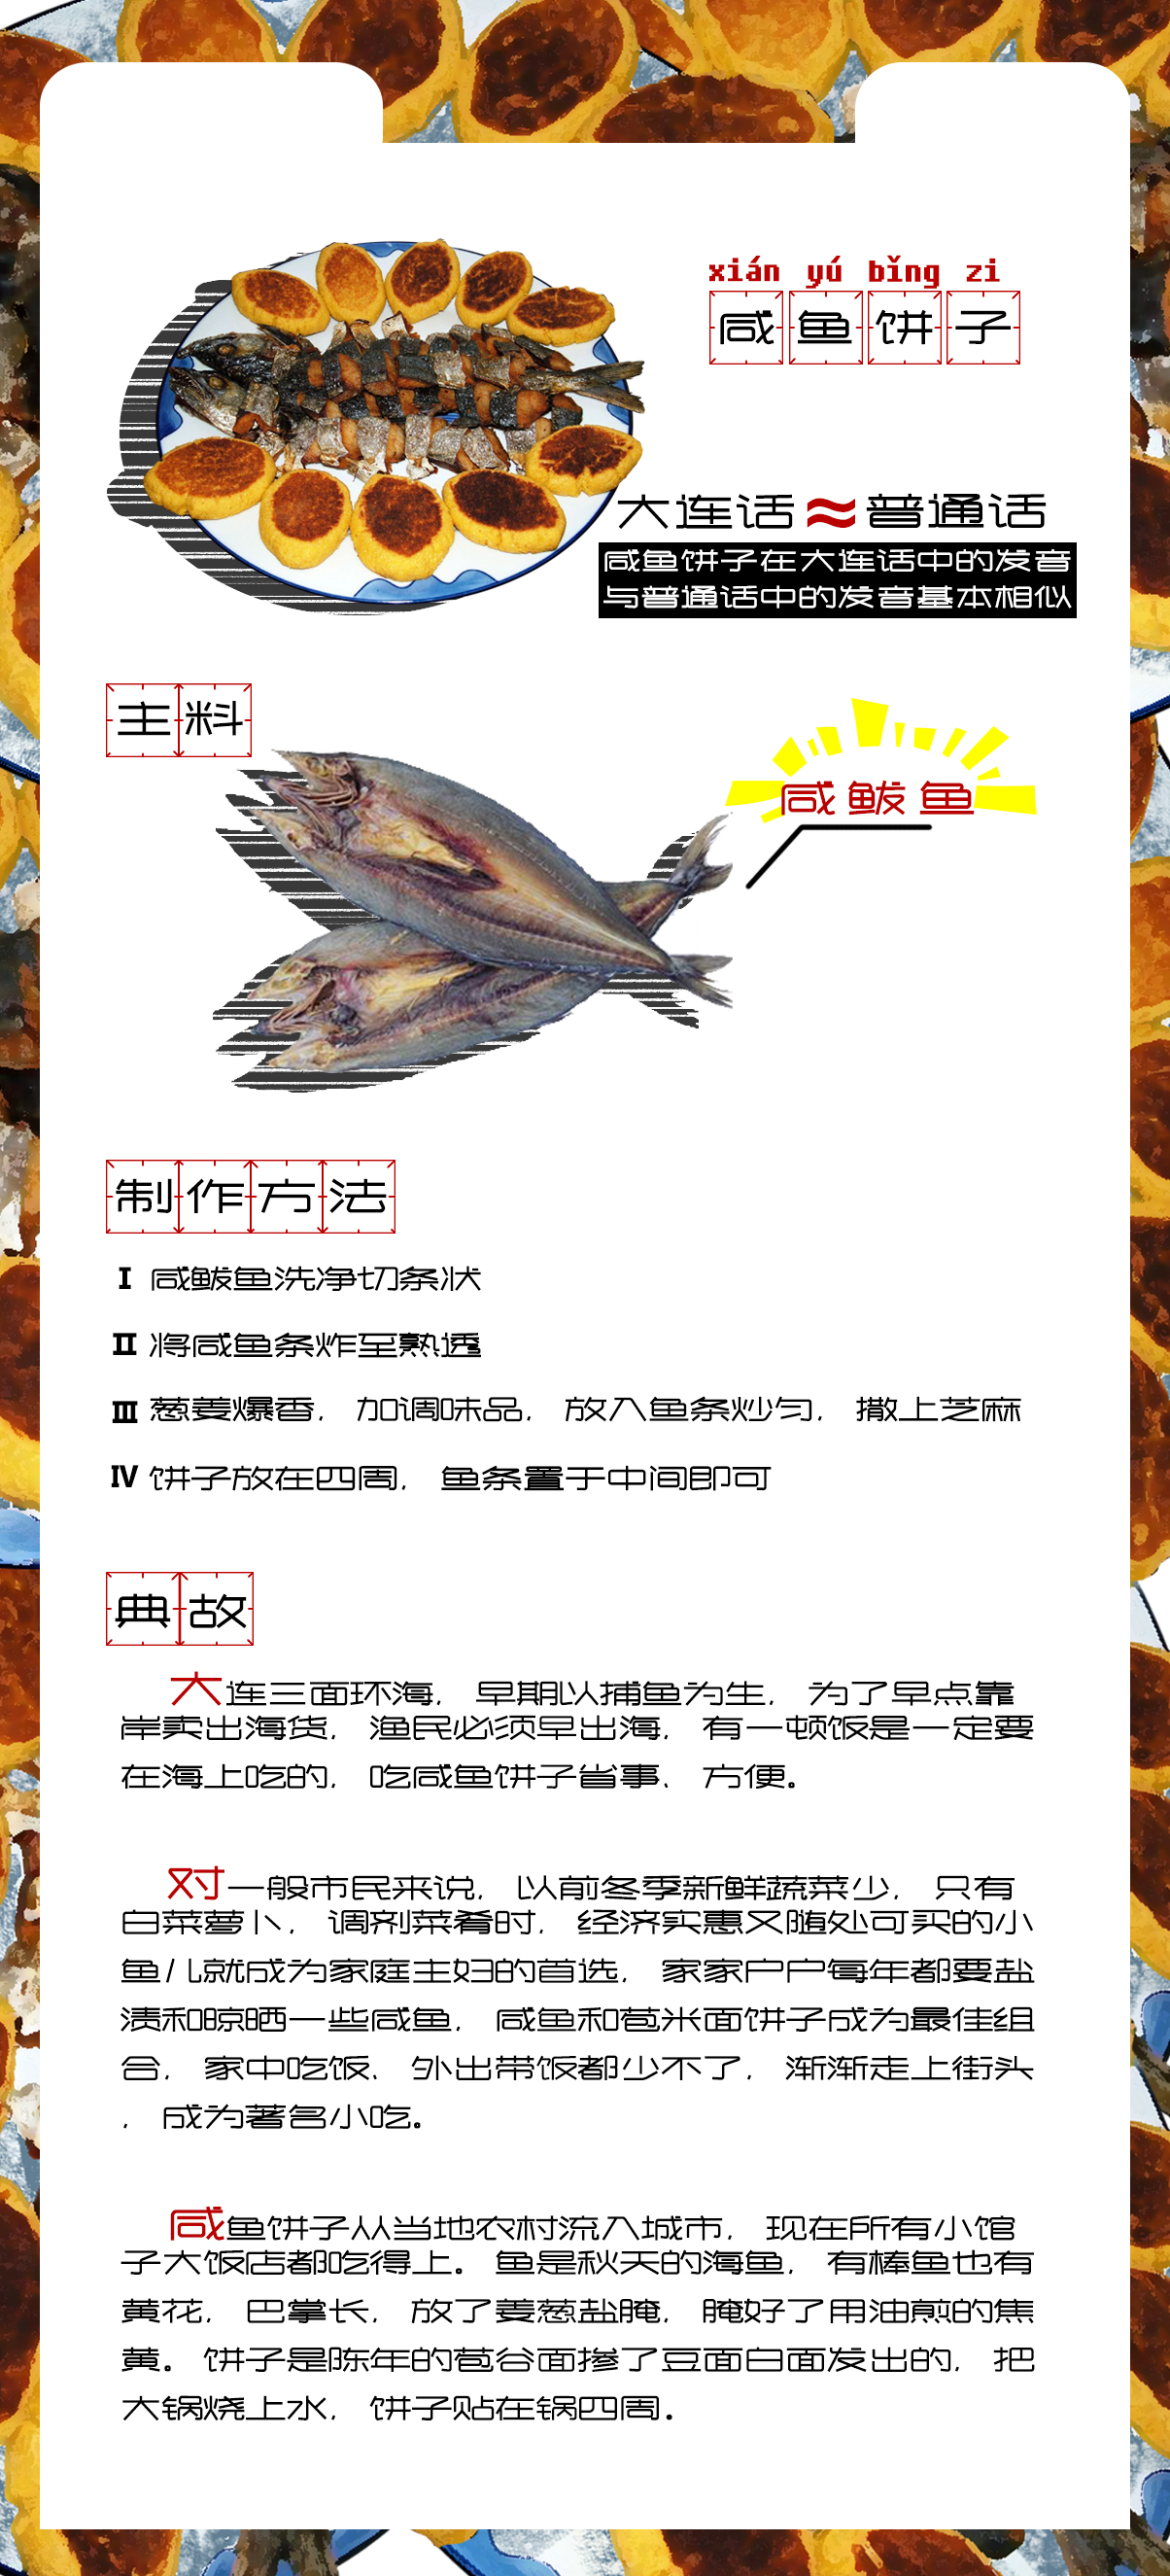 xián yú bǐng zi
咸鱼饼子
大连话≈普通话
咸鱼饼子在大连话中的发音
与普通话中的发音基本相似
主料
咸鲅鱼
制作方法
I 咸鲅鱼洗净切条状
II 将咸鱼条炸至熟透
III 葱姜爆香，加调味品，放入鱼条炒匀，撒上芝麻
IV 饼子放在四周，鱼条置于中间即可
典故
大连三面环海，早期以捕鱼为生，为了早点靠
岸卖出海货，渔民必须早出海，有一顿饭是一定要
在海上吃的，吃咸鱼饼子省事、方便。
对一般市民来说，以前冬季新鲜蔬菜少，只有
白菜萝卜，调剂菜肴时，经济实惠又随处可买的小
鱼儿就成为家庭主妇的首选，家家户户每年都要盐
渍和晾晒一些咸鱼，咸鱼和苞米面饼子成为最佳组
合，家中吃饭、外出带饭都少不了，渐渐走上街头
，成为著名小吃。
咸鱼饼子从当地农村流入城市，现在所有小馆
子大饭店都吃得上。鱼是秋天的海鱼，有棒鱼也有
黄花，巴掌长，放了姜葱盐腌，腌好了用油煎的焦
黄。饼子是陈年的苞谷面掺了豆面白面发出的，把
大锅烧上水，饼子贴在锅四周.